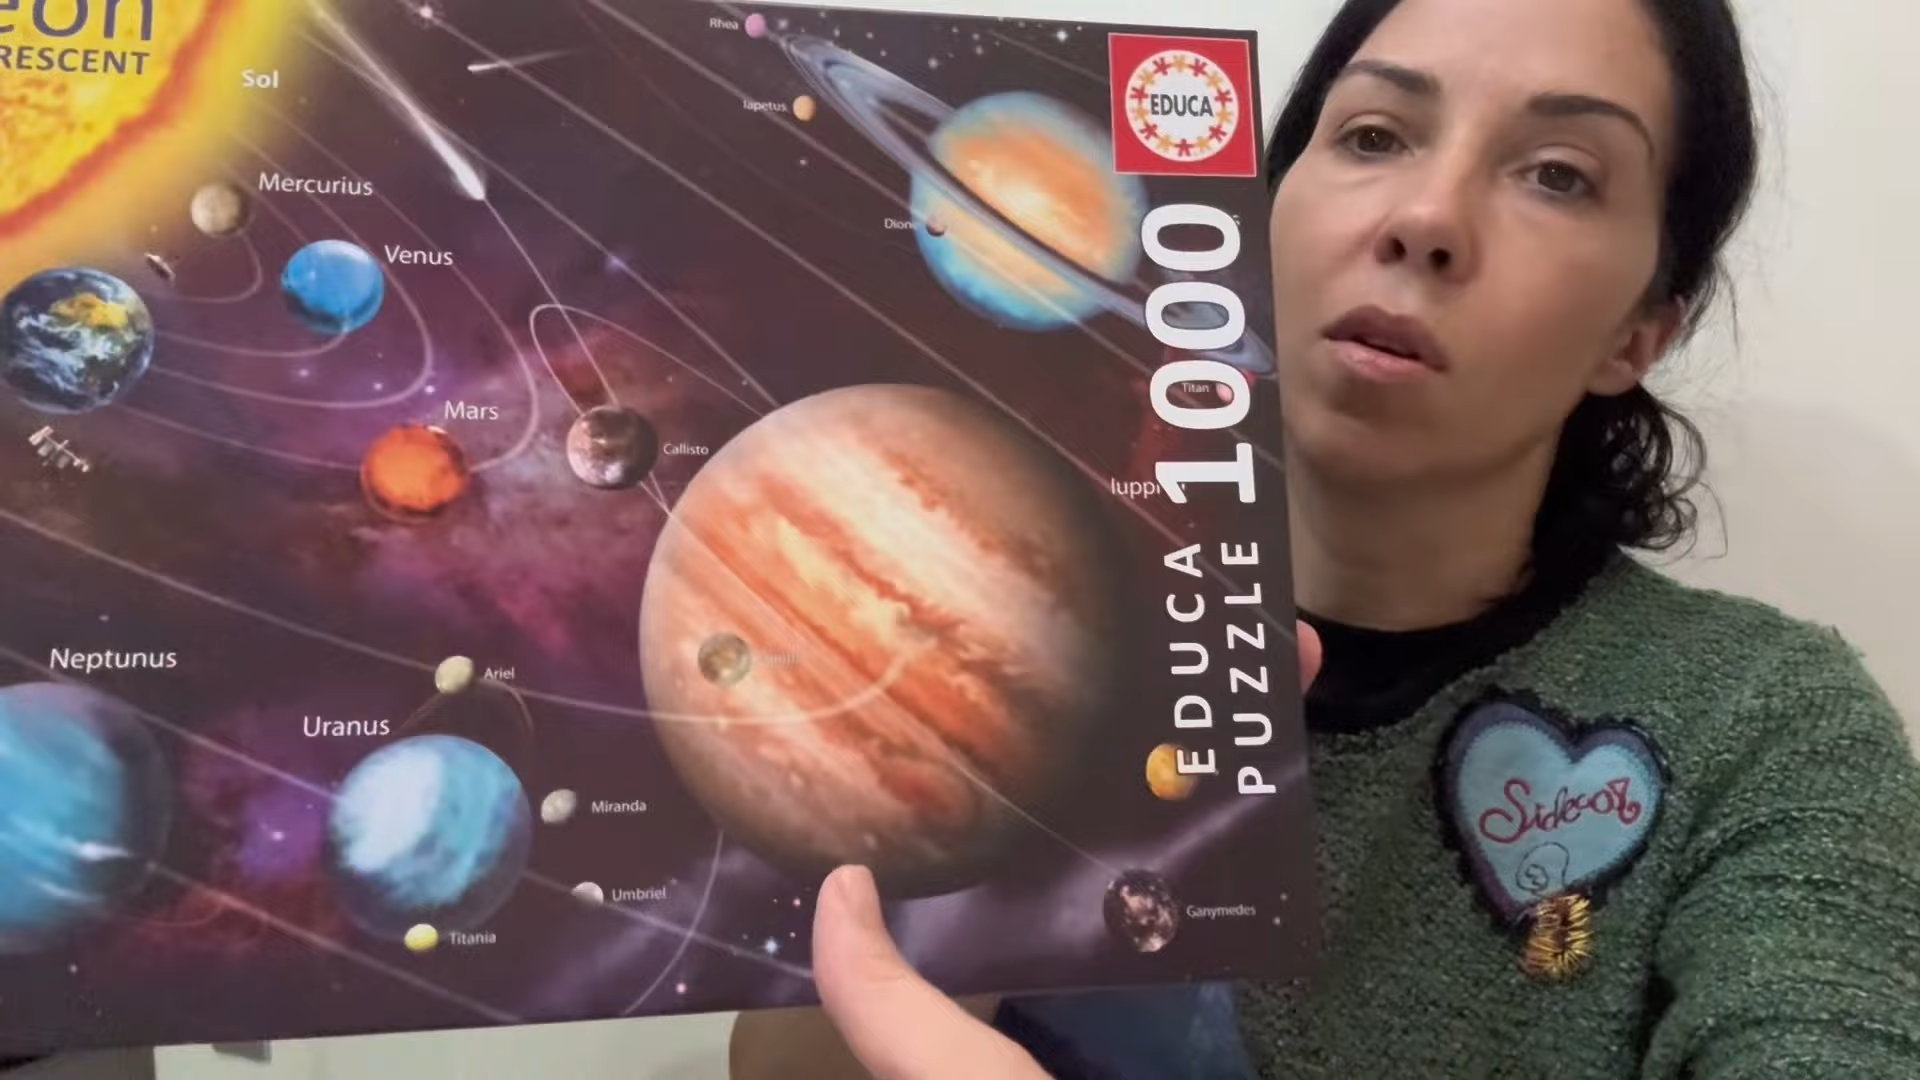 eon
RESCENT
Sol
Mercurius
Venus
Mars
Callisto
Rhea
Iapetus
Dione
Titan
EDUCA
EDUCA
PUZZLE 1000
Neptunus
Uranus
Ariel
Miranda
Umbriel
Titania
Ganymedes
Sidecar